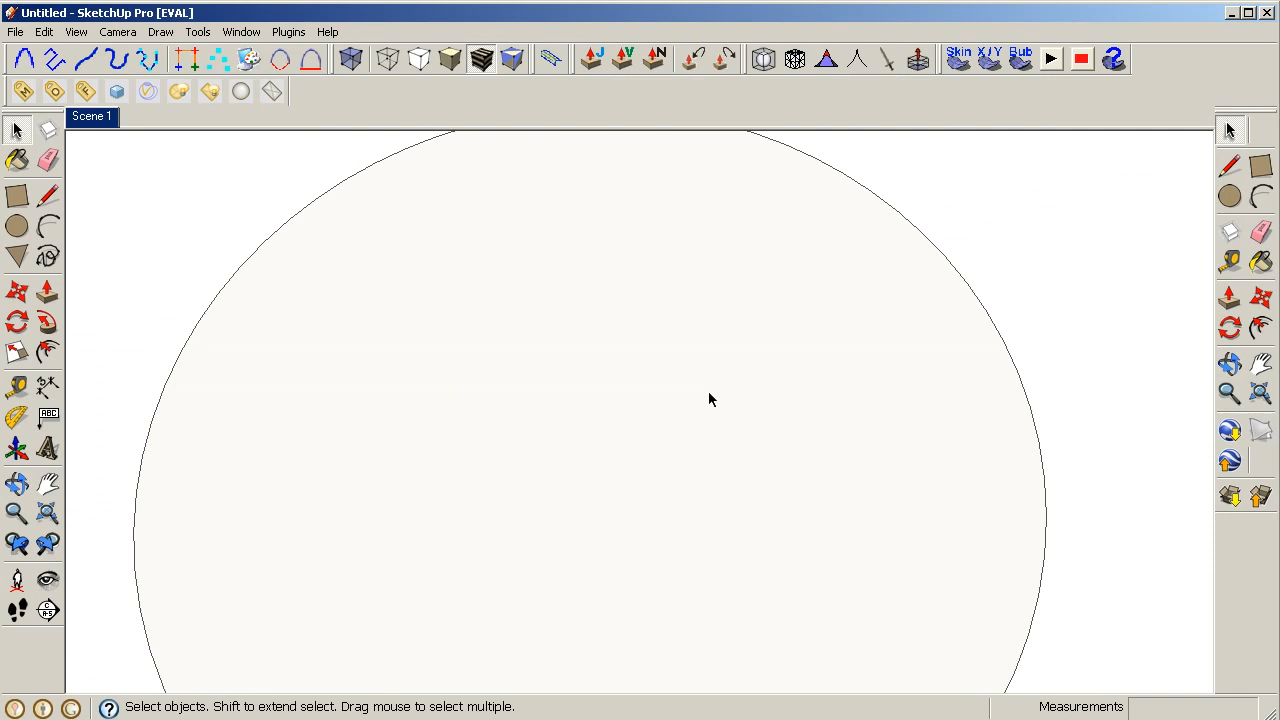 Untitled - SketchUp Pro [EVAL]
File Edit View Camera Draw Tools Window Plugins Help
J V N Skin X/Y Bub ?
M O F
Scene 1
ABC
A
C
A-5
? Select objects. Shift to extend select. Drag mouse to select multiple. Measurements